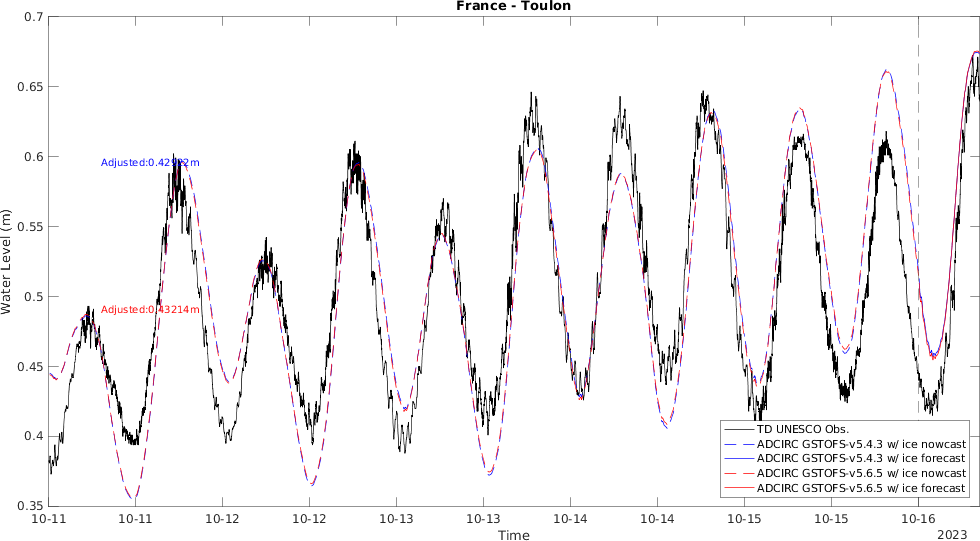 France - Toulon
0.7
0.65
0.6
0.55
0.5
0.45
0.4
0.35
Water Level (m)
Adjusted:0.42922m
Adjusted:0.43214m
TD UNESCO Obs.
ADCIRC GSTOFS-v5.4.3 w/ ice nowcast
ADCIRC GSTOFS-v5.4.3 w/ ice forecast
ADCIRC GSTOFS-v5.6.5 w/ ice nowcast
ADCIRC GSTOFS-v5.6.5 w/ ice forecast
10-11 10-11 10-12 10-12 10-13 10-13 10-14 10-14 10-15 10-15 10-16
Time
2023